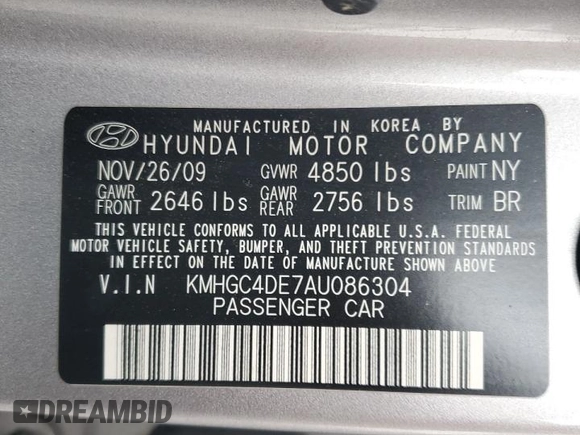 MANUFACTURED IN KOREA BY
HYUNDAI MOTOR COMPANY
NOV/26/09 GVWR 4850 lbs PAINT NY
GAWR FRONT 2646 lbs GAWR REAR 2756 lbs TRIM BR
THIS VEHICLE CONFORMS TO ALL APPLICABLE U.S.A. FEDERAL
MOTOR VEHICLE SAFETY, BUMPER, AND THEFT PREVENTION STANDARDS
IN EFFECT ON THE DATE OF MANUFACTURE SHOWN ABOVE.
V.I.N KMHGC4DE7AU086304
PASSENGER CAR
DREAMBID